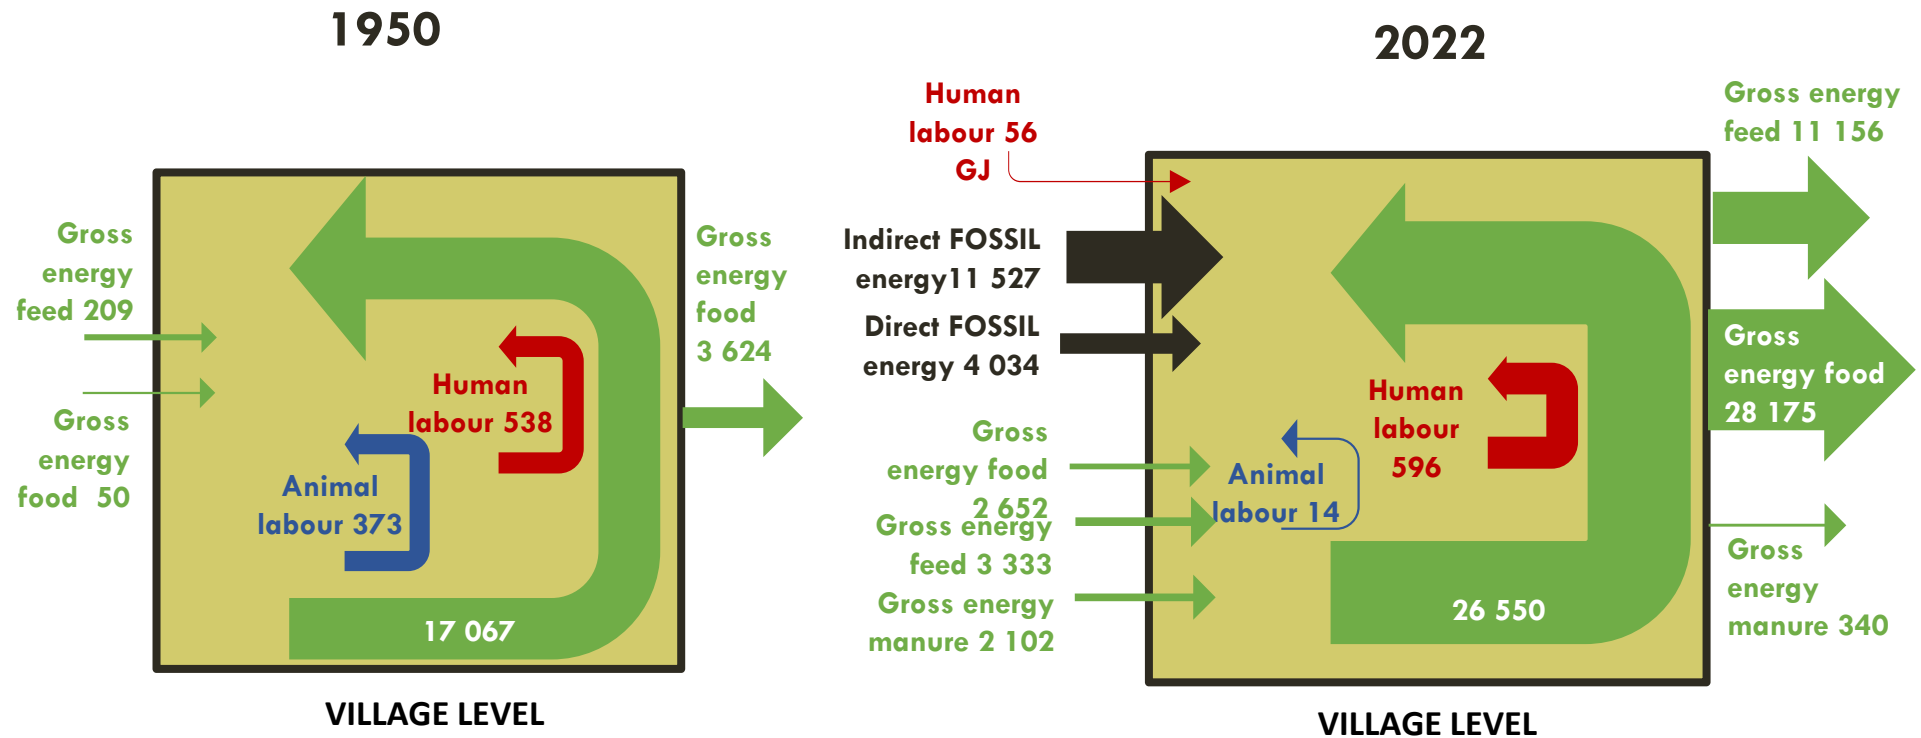 1950
Gross
energy
feed 209
Gross
energy
food  50
Human
labour 538
Animal
labour 373
17 067
Gross
energy
food
3 624
VILLAGE LEVEL
2022
Human
labour 56
GJ
Indirect FOSSIL
energy11 527
Direct FOSSIL
energy 4 034
Gross
energy food
2 652
Gross energy
feed 3 333
Gross energy
manure 2 102
Animal
labour 14
Human
labour
596
26 550
Gross energy
feed 11 156
Gross
energy food
28 175
Gross
energy
manure 340
VILLAGE LEVEL